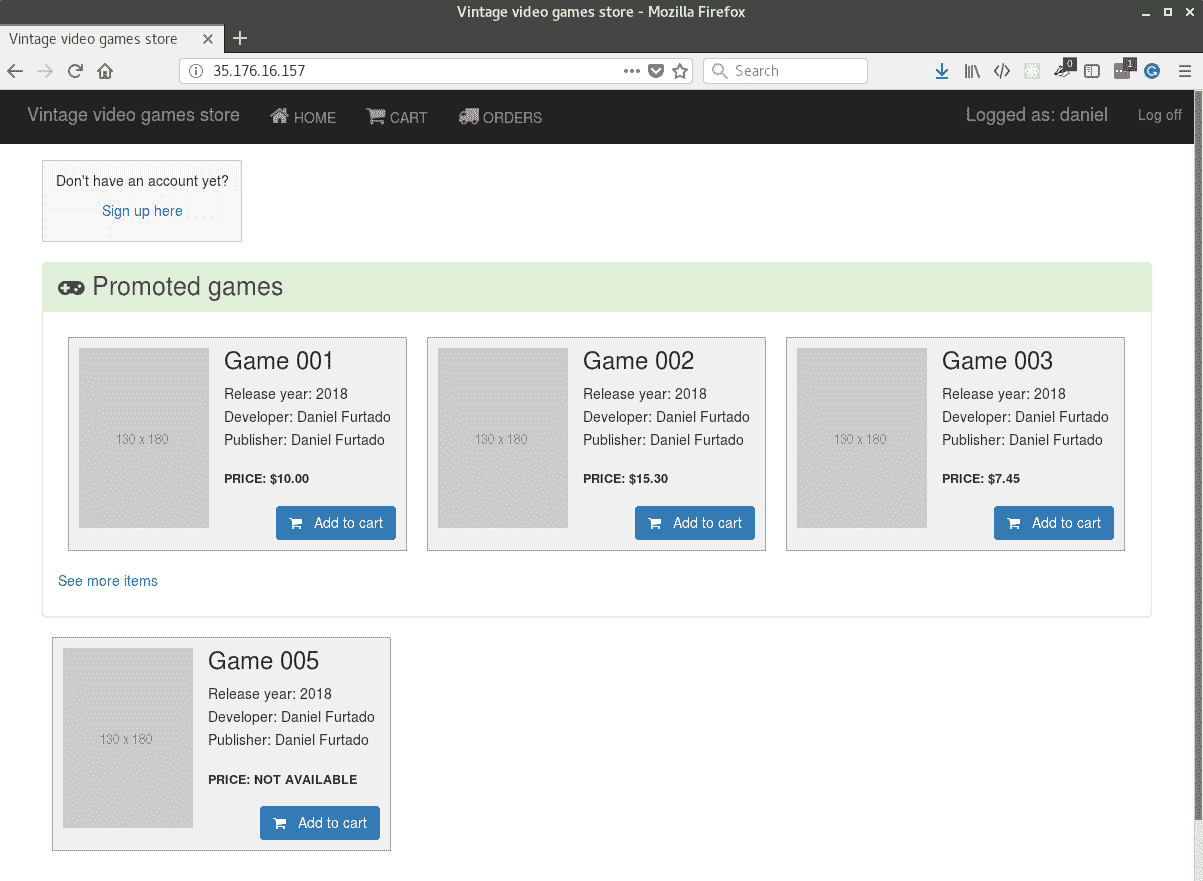 Vintage video games store - Mozilla Firefox
Vintage video games store
35.176.16.157
Search
0
1
Vintage video games store HOME CART ORDERS Logged as: daniel Log off
Don't have an account yet?
Sign up here
Promoted games
130 x 180
Game 001
Release year: 2018
Developer: Daniel Furtado
Publisher: Daniel Furtado
PRICE: $10.00
Add to cart
130 x 180
Game 002
Release year: 2018
Developer: Daniel Furtado
Publisher: Daniel Furtado
PRICE: $15.30
Add to cart
130 x 180
Game 003
Release year: 2018
Developer: Daniel Furtado
Publisher: Daniel Furtado
PRICE: $7.45
Add to cart
See more items
130 x 180
Game 005
Release year: 2018
Developer: Daniel Furtado
Publisher: Daniel Furtado
PRICE: NOT AVAILABLE
Add to cart